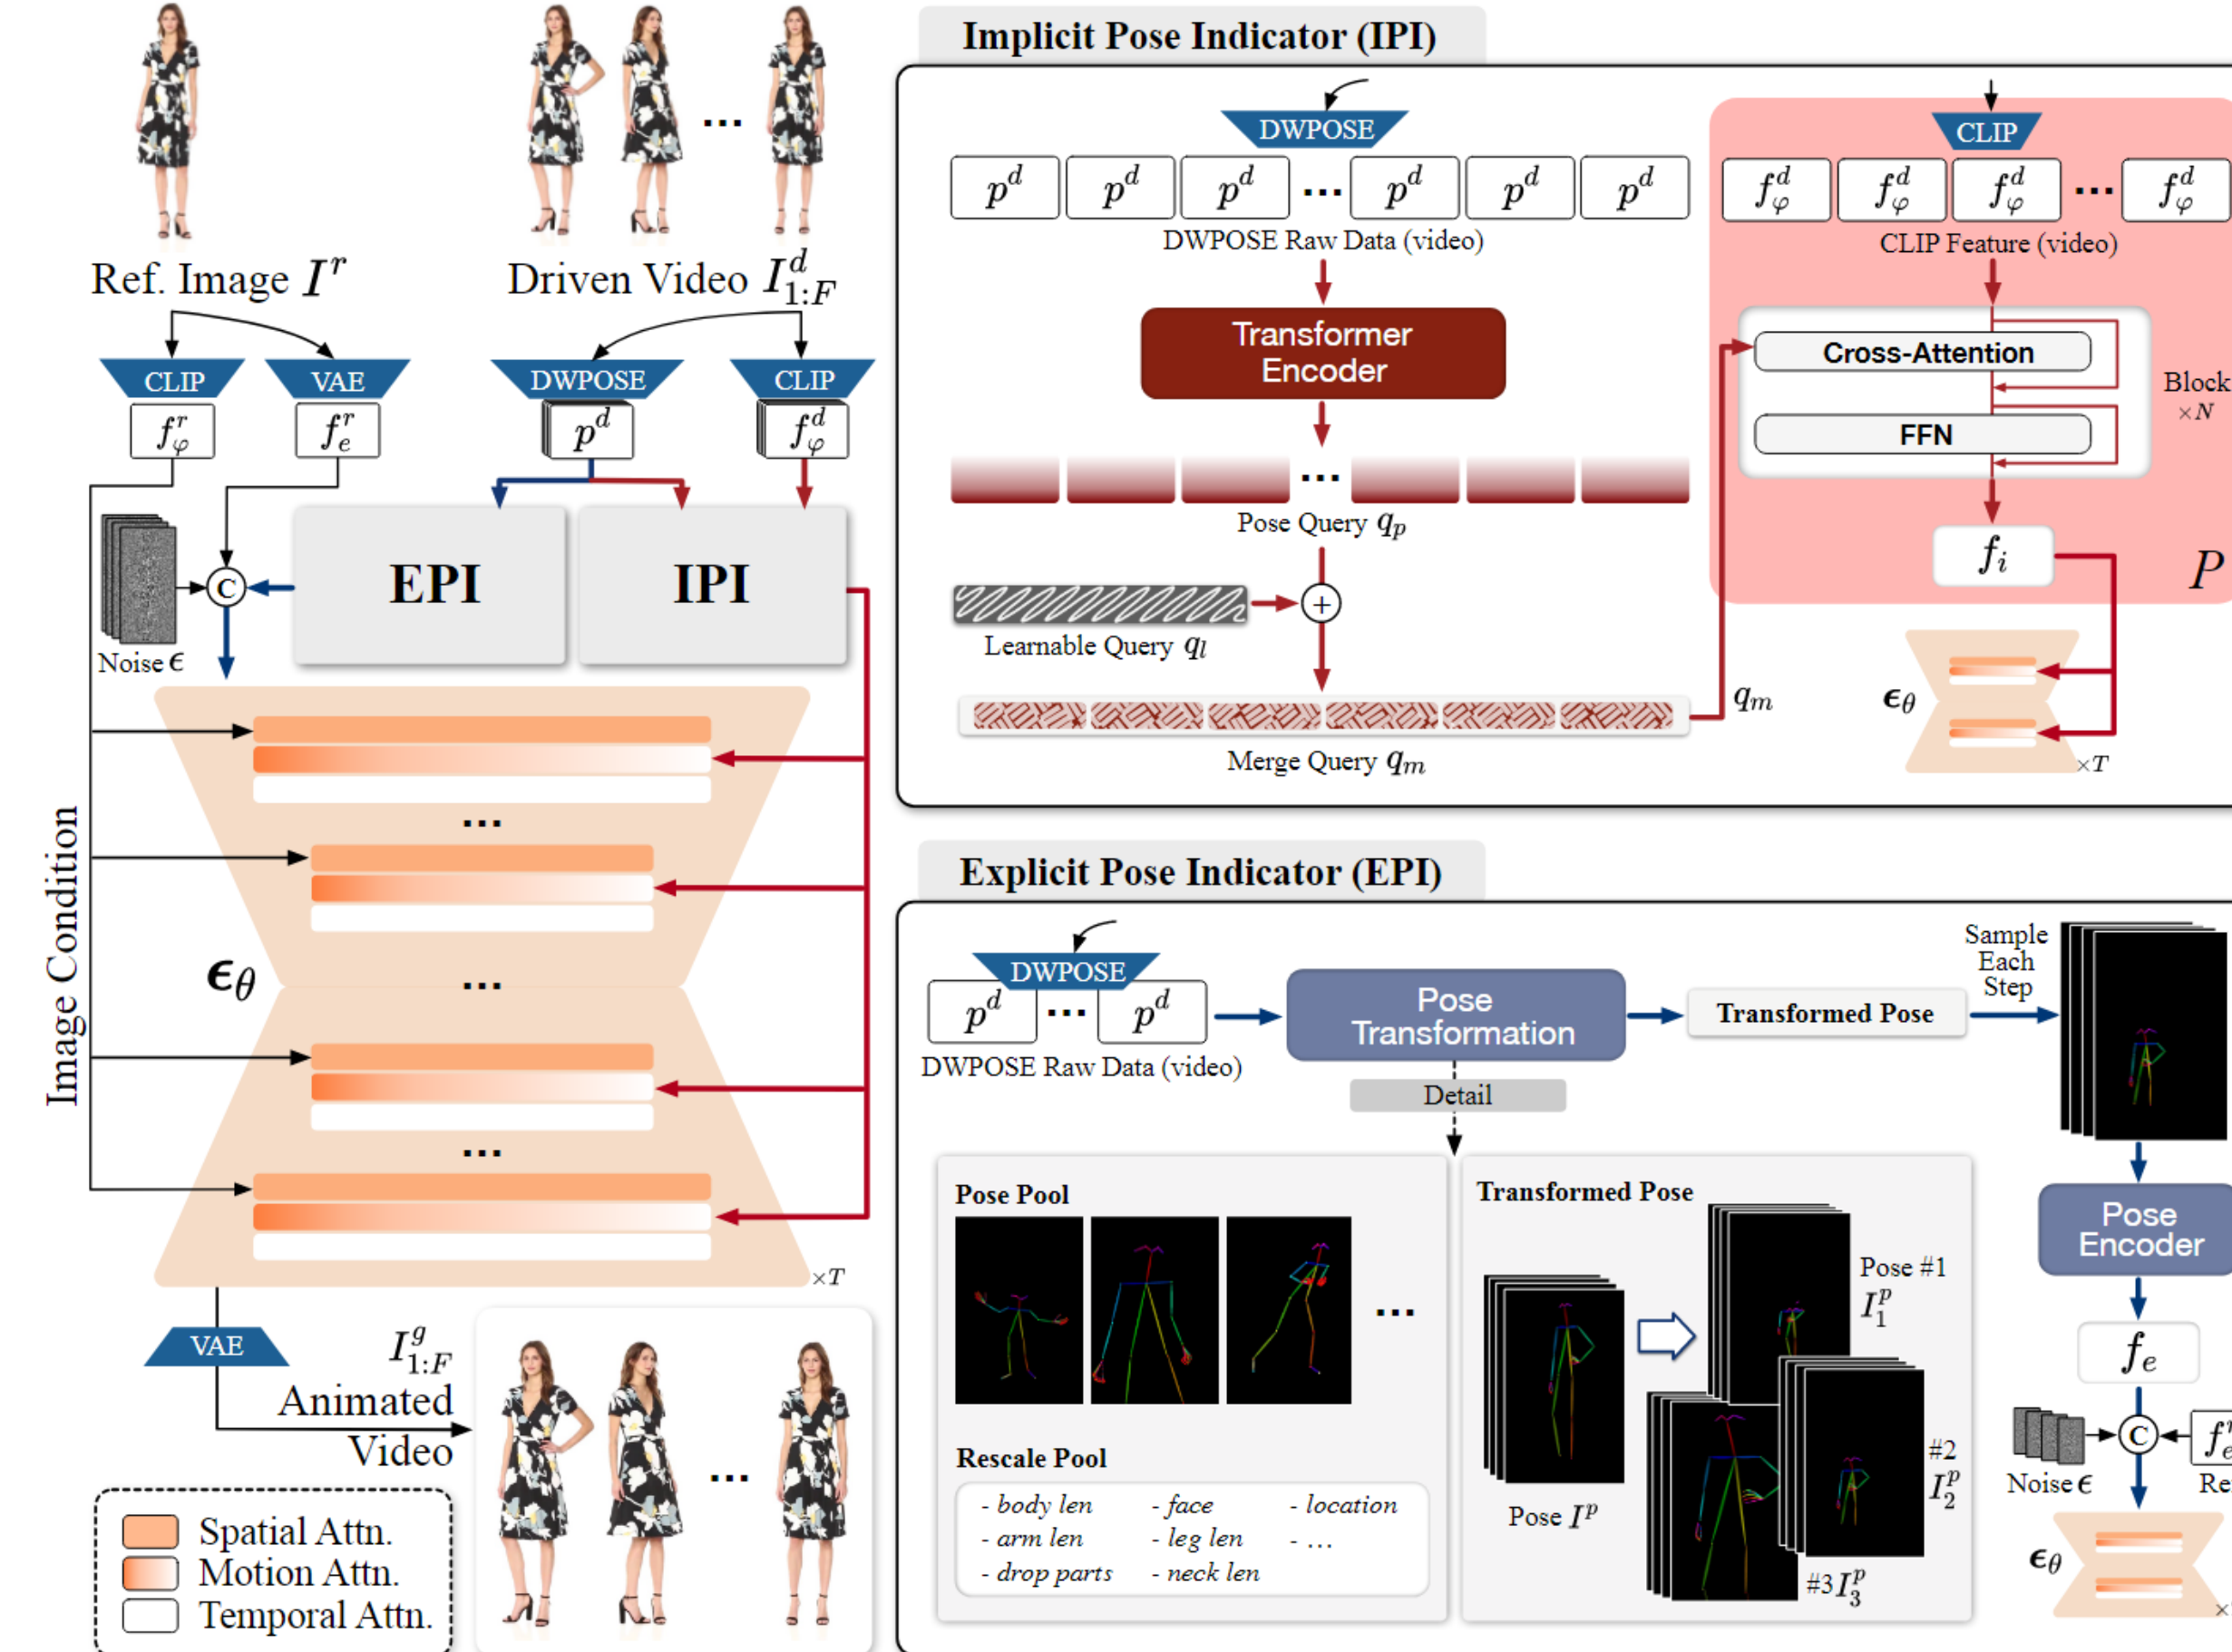 Ref. Image I^r
Driven Video I^d_{1:F}
CLIP
VAE
DWPOSE
CLIP
f^r_φ
f^r_e
p^d
f^d_φ
EPI
IPI
C
Noise ϵ
Image Condition
ϵ_θ
...
...
...
×T
VAE
I^g_{1:F}
Animated
Video
...
Spatial Attn.
Motion Attn.
Temporal Attn.
Implicit Pose Indicator (IPI)
DWPOSE
p^d p^d p^d ... p^d p^d p^d
DWPOSE Raw Data (video)
Transformer
Encoder
...
Pose Query q_p
+
Learnable Query q_l
Merge Query q_m
q_m
CLIP
f^d_φ f^d_φ f^d_φ ... f^d_φ
CLIP Feature (video)
Cross-Attention
FFN
Block
×N
f_i
P
ϵ_θ
×T
Explicit Pose Indicator (EPI)
DWPOSE
p^d ... p^d
DWPOSE Raw Data (video)
Pose
Transformation
Transformed Pose
Sample
Each
Step
Detail
Pose Pool
...
Rescale Pool
- body len - face - location
- arm len - leg len - ...
- drop parts - neck len
Transformed Pose
Pose I^p
Pose #1
I^p_1
#2
I^p_2
#3 I^p_3
Pose
Encoder
f_e
C
Noise ϵ
ϵ_θ